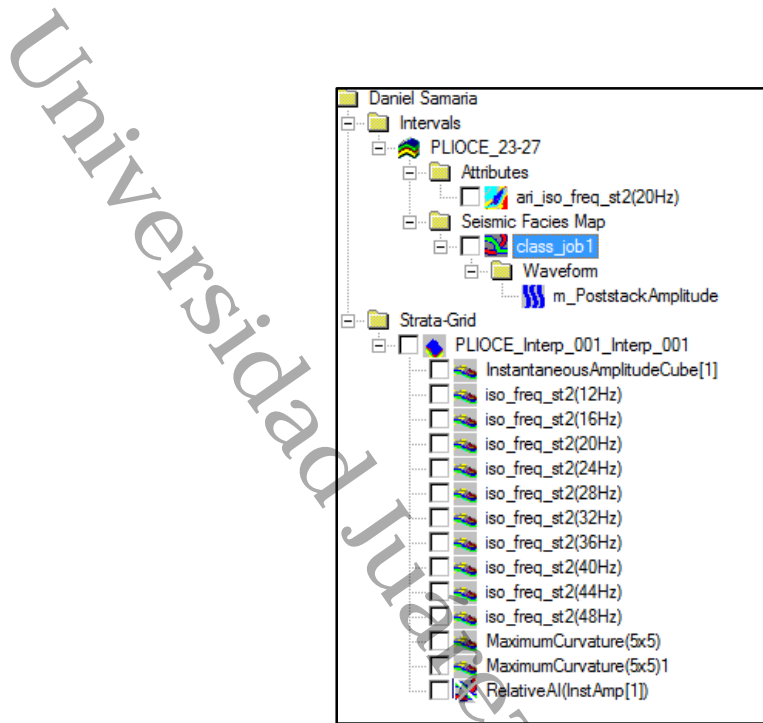 Universidad Juárez
Daniel Samaria
Intervals
PLIOCE_23-27
Attributes
ari_iso_freq_st2(20Hz)
Seismic Facies Map
class_job1
Waveform
m_PoststackAmplitude
Strata-Grid
PLIOCE_Interp_001_Interp_001
InstantaneousAmplitudeCube[1]
iso_freq_st2(12Hz)
iso_freq_st2(16Hz)
iso_freq_st2(20Hz)
iso_freq_st2(24Hz)
iso_freq_st2(28Hz)
iso_freq_st2(32Hz)
iso_freq_st2(36Hz)
iso_freq_st2(40Hz)
iso_freq_st2(44Hz)
iso_freq_st2(48Hz)
MaximumCurvature(5x5)
MaximumCurvature(5x5)1
RelativeAI(InstAmp[1])